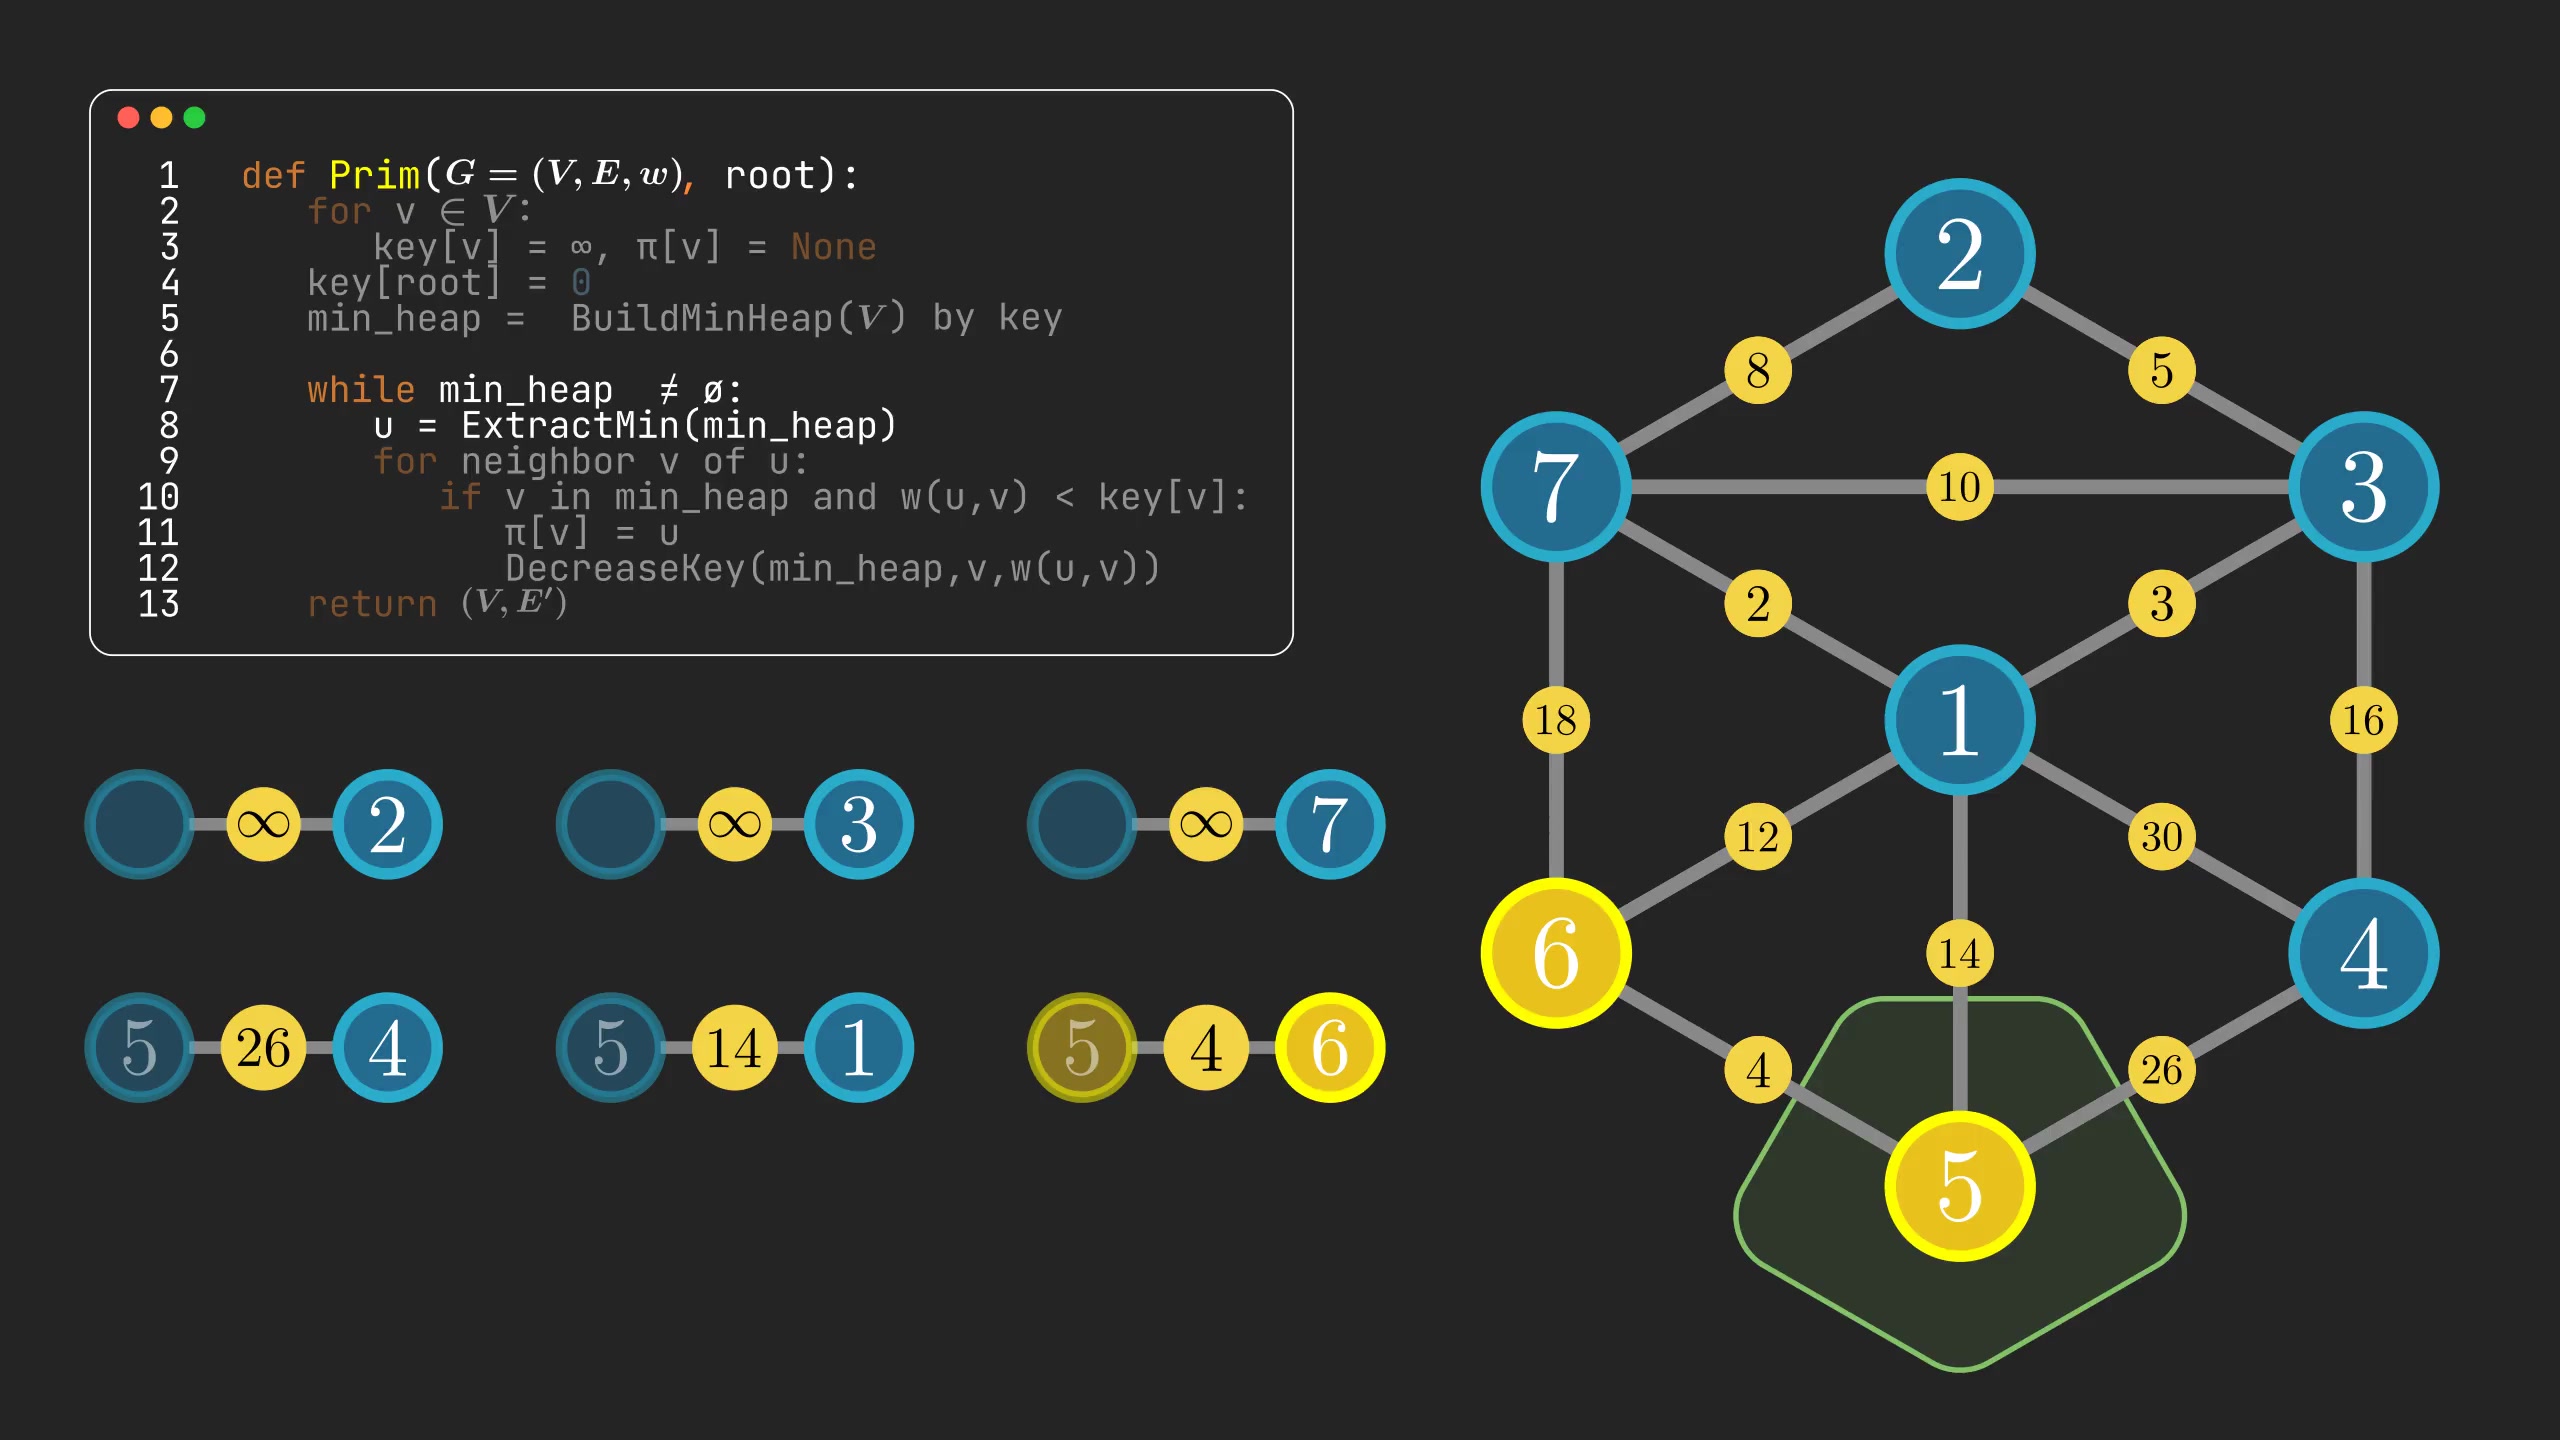 1 def Prim(G = (V, E, w), root):
2 for v ∈ V:
3 key[v] = ∞, π[v] = None
4 key[root] = 0
5 min_heap = BuildMinHeap(V) by key
6
7 while min_heap ≠ ø:
8 u = ExtractMin(min_heap)
9 for neighbor v of u:
10 if v in min_heap and w(u,v) < key[v]:
11 π[v] = u
12 DecreaseKey(min_heap,v,w(u,v))
13 return (V, E′)
∞ 2
∞ 3
∞ 7
5 26 4
5 14 1
5 4 6
2
8 5
7 10 3
2 3
18 1 16
12 30
6 14 4
4 26
5